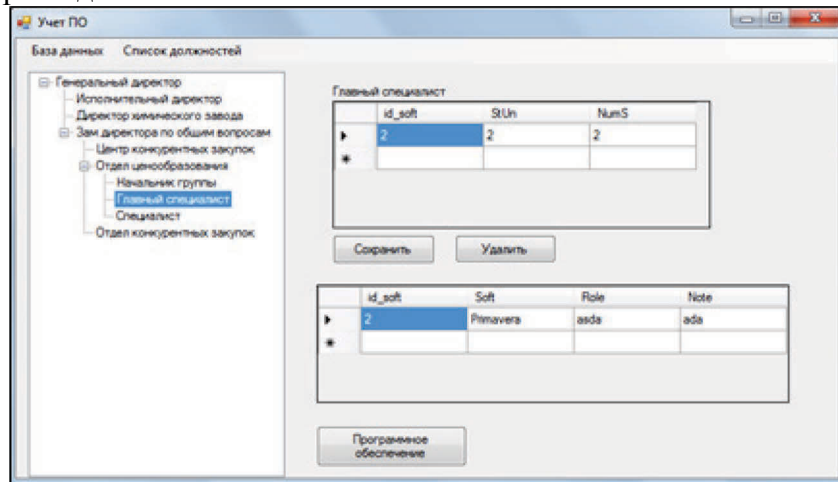 Учет ПО
База данных Список должностей
Генеральный директор
Исполнительный директор
Директор химического завода
Зам директора по общим вопросам
Центр конкурентных закупок
Отдел ценообразования
Начальник группы
Главный специалист
Специалист
Отдел конкурентных закупок
Главный специалист
id_soft StUn NumS
2 2 2
Сохранить Удалить
id_soft Soft Role Note
2 Primavera asda ada
Программное
обеспечение